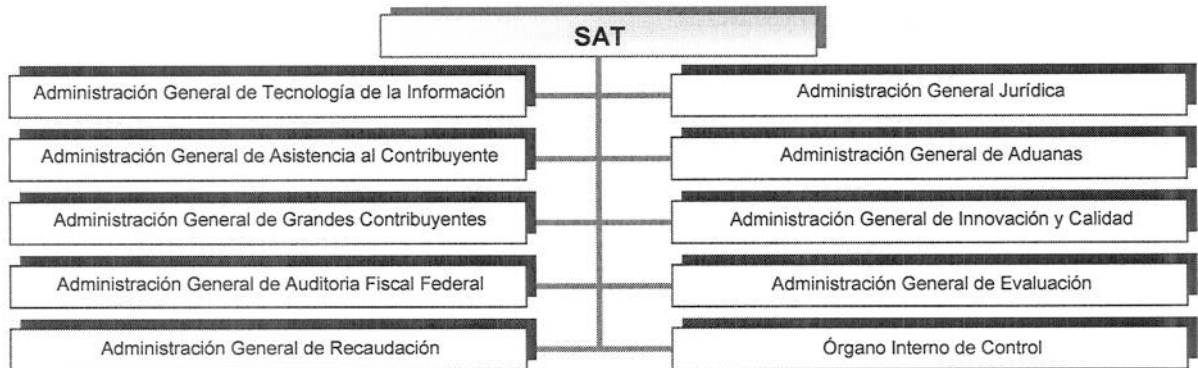 SAT
Administración General de Tecnología de la Información
Administración General Jurídica
Administración General de Asistencia al Contribuyente
Administración General de Aduanas
Administración General de Grandes Contribuyentes
Administración General de Innovación y Calidad
Administración General de Auditoria Fiscal Federal
Administración General de Evaluación
Administración General de Recaudación
Órgano Interno de Control